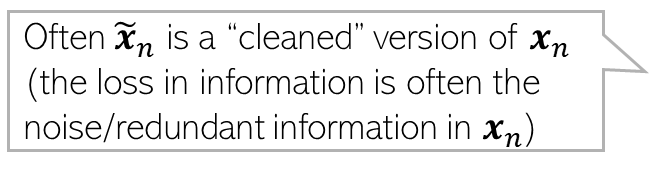 Often x̃ₙ is a “cleaned” version of xₙ
(the loss in information is often the
noise/redundant information in xₙ)